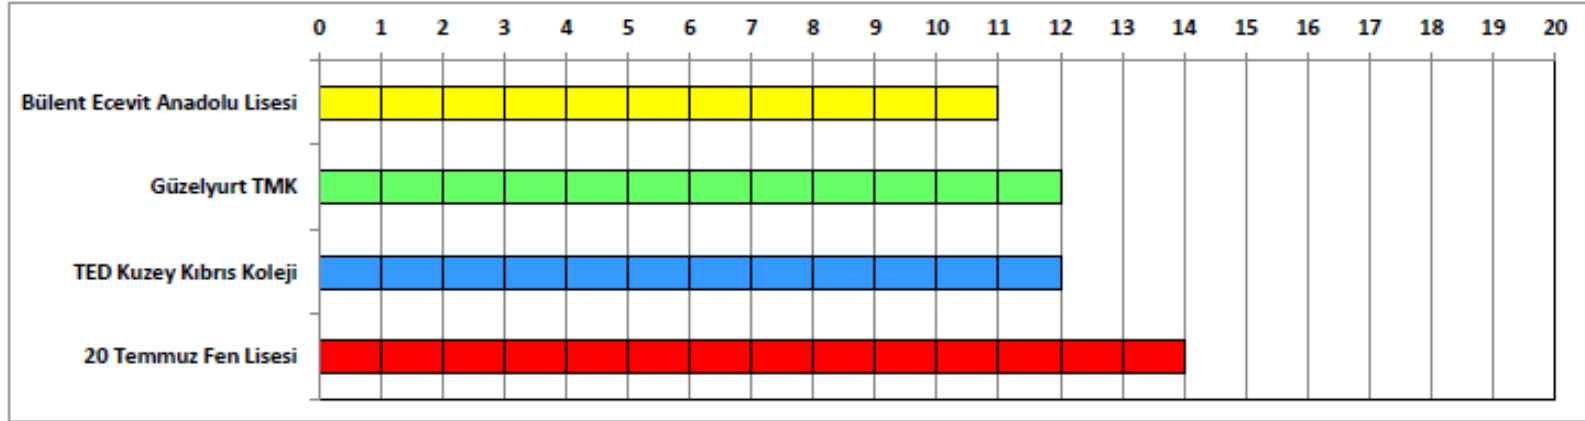 0 1 2 3 4 5 6 7 8 9 10 11 12 13 14 15 16 17 18 19 20
Bülent Ecevit Anadolu Lisesi
Güzelyurt TMK
TED Kuzey Kıbrıs Koleji
20 Temmuz Fen Lisesi